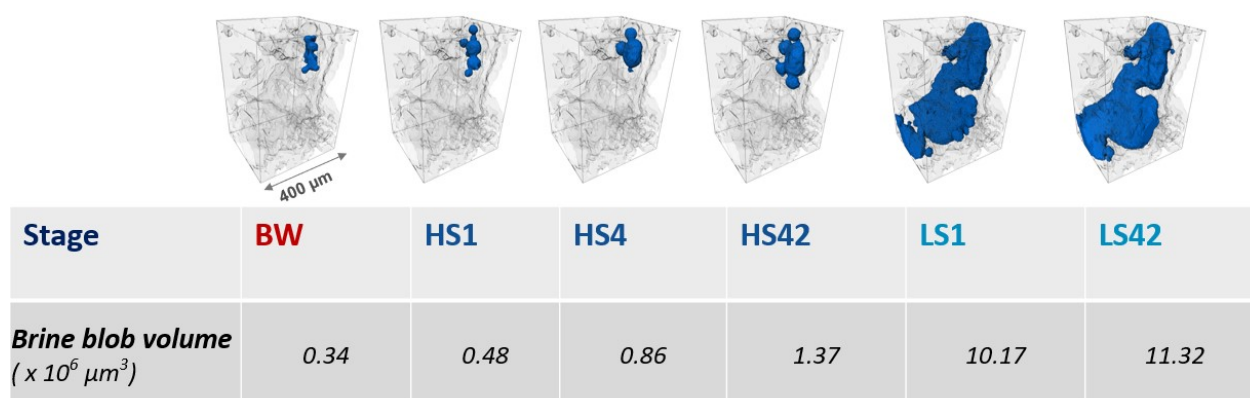 400 µm
Stage BW HS1 HS4 HS42 LS1 LS42
Brine blob volume
( x 10⁶ µm³) 0.34 0.48 0.86 1.37 10.17 11.32